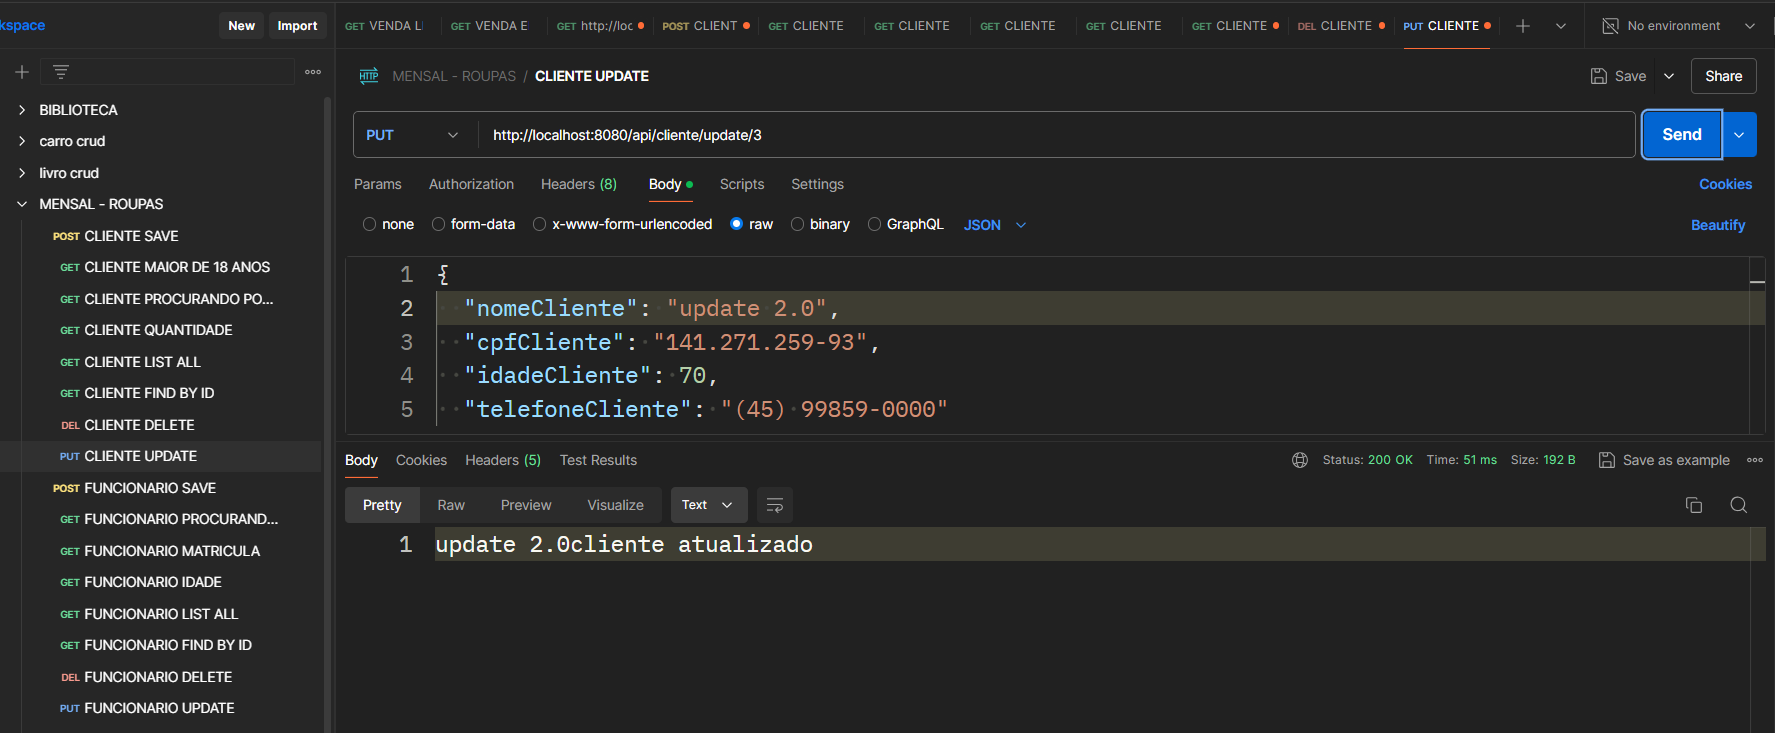 kspace
New
Import
GET VENDA LI
GET VENDA E
GET http://loc
POST CLIENT
GET CLIENTE
GET CLIENTE
GET CLIENTE
GET CLIENTE
GET CLIENTE
DEL CLIENTE
PUT CLIENTE
No environment
BIBLIOTECA
carro crud
livro crud
MENSAL - ROUPAS
POST CLIENTE SAVE
GET CLIENTE MAIOR DE 18 ANOS
GET CLIENTE PROCURANDO PO...
GET CLIENTE QUANTIDADE
GET CLIENTE LIST ALL
GET CLIENTE FIND BY ID
DEL CLIENTE DELETE
PUT CLIENTE UPDATE
POST FUNCIONARIO SAVE
GET FUNCIONARIO PROCURAND...
GET FUNCIONARIO MATRICULA
GET FUNCIONARIO IDADE
GET FUNCIONARIO LIST ALL
GET FUNCIONARIO FIND BY ID
DEL FUNCIONARIO DELETE
PUT FUNCIONARIO UPDATE
HTTP MENSAL - ROUPAS / CLIENTE UPDATE
Save
Share
PUT
http://localhost:8080/api/cliente/update/3
Send
Params Authorization Headers (8) Body Scripts Settings
Cookies
none form-data x-www-form-urlencoded raw binary GraphQL JSON
Beautify
1 {
2 "nomeCliente": "update 2.0",
3 "cpfCliente": "141.271.259-93",
4 "idadeCliente": 70,
5 "telefoneCliente": "(45) 99859-0000"
Body Cookies Headers (5) Test Results
Status: 200 OK Time: 51 ms Size: 192 B
Save as example
Pretty Raw Preview Visualize Text
1 update 2.0cliente atualizado